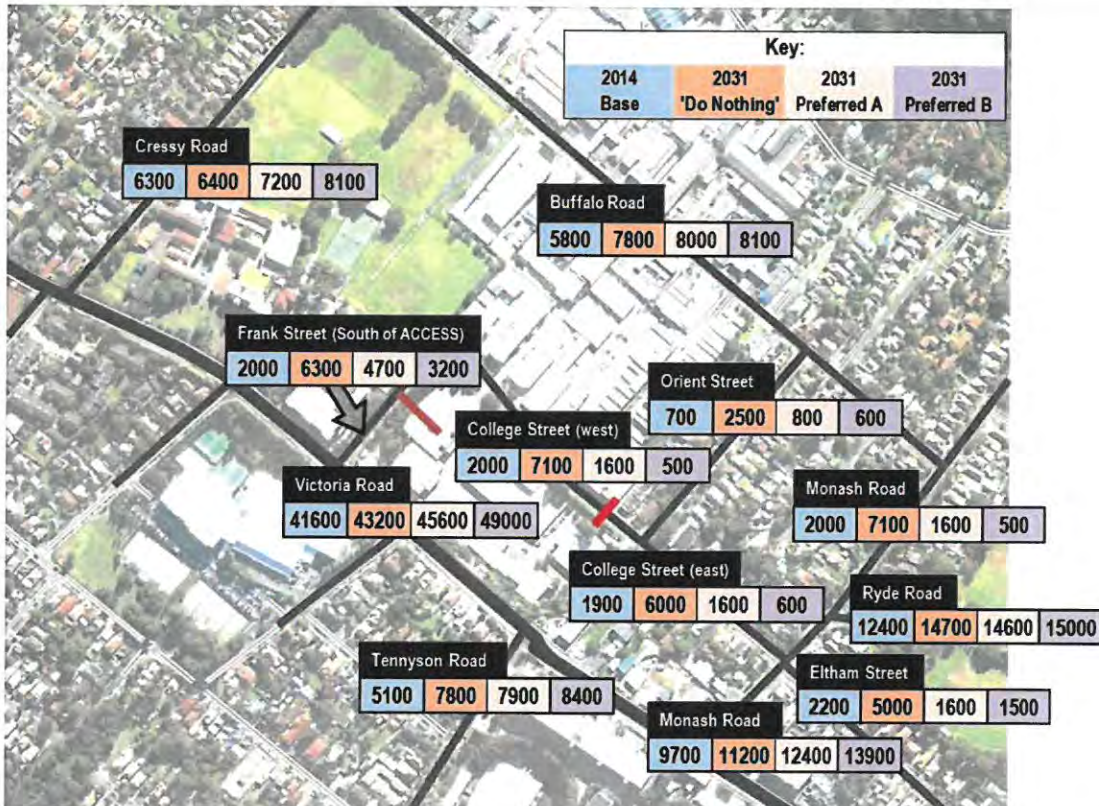 Key:
2014 2031 2031 2031
Base 'Do Nothing' Preferred A Preferred B
Cressy Road
6300 6400 7200 8100
Buffalo Road
5800 7800 8000 8100
Frank Street (South of ACCESS)
2000 6300 4700 3200
Orient Street
700 2500 800 600
College Street (west)
2000 7100 1600 500
Victoria Road
41600 43200 45600 49000
Monash Road
2000 7100 1600 500
College Street (east)
1900 6000 1600 600
Ryde Road
12400 14700 14600 15000
Tennyson Road
5100 7800 7900 8400
Eltham Street
2200 5000 1600 1500
Monash Road
9700 11200 12400 13900